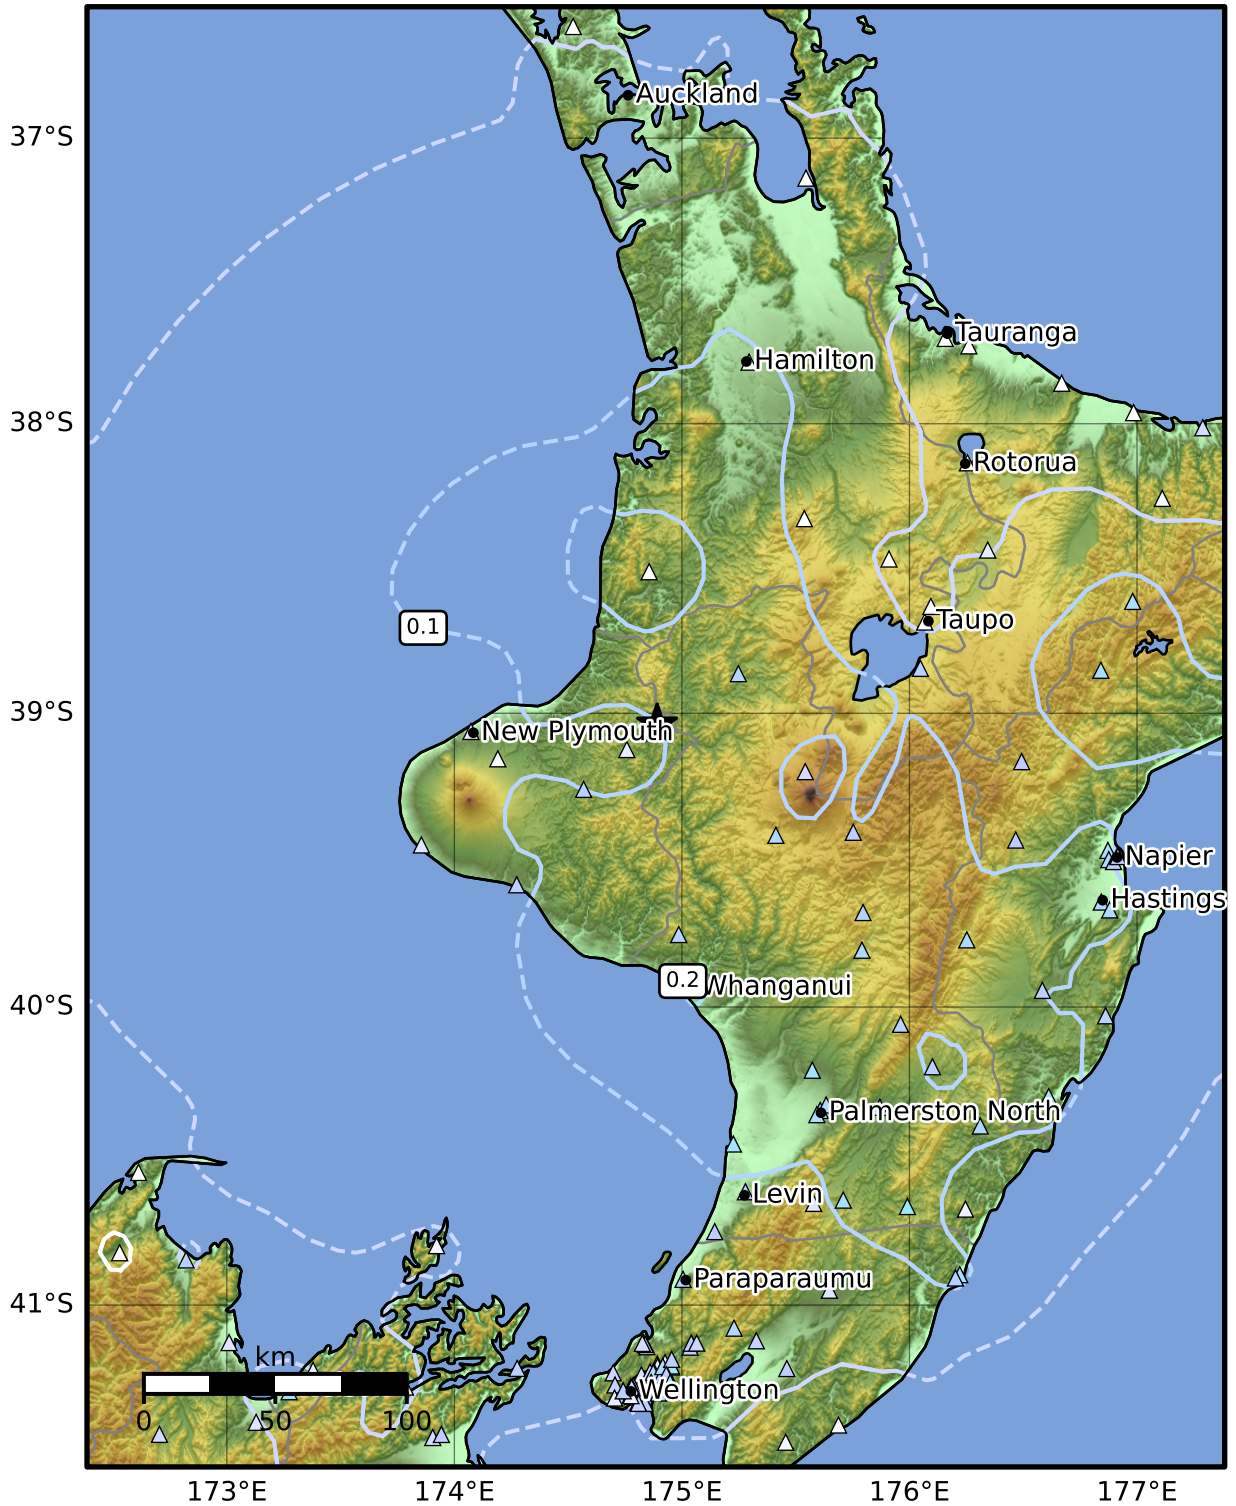 Auckland
37°S
Tauranga
Hamilton
38°S
Rotorua
Taupo
0.1
39°S
New Plymouth
Napier
Hastings
0.2
Whanganui
40°S
Palmerston North
Levin
Paraparaumu
41°S
km
Wellington
0 50 100
173°E 174°E 175°E 176°E 177°E